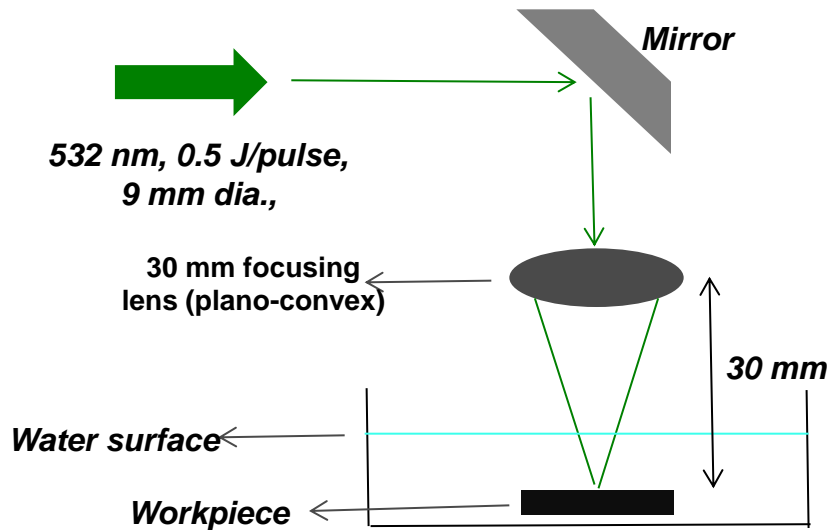 Mirror
532 nm, 0.5 J/pulse,
9 mm dia.,
30 mm focusing
lens (plano-convex)
30 mm
Water surface
Workpiece